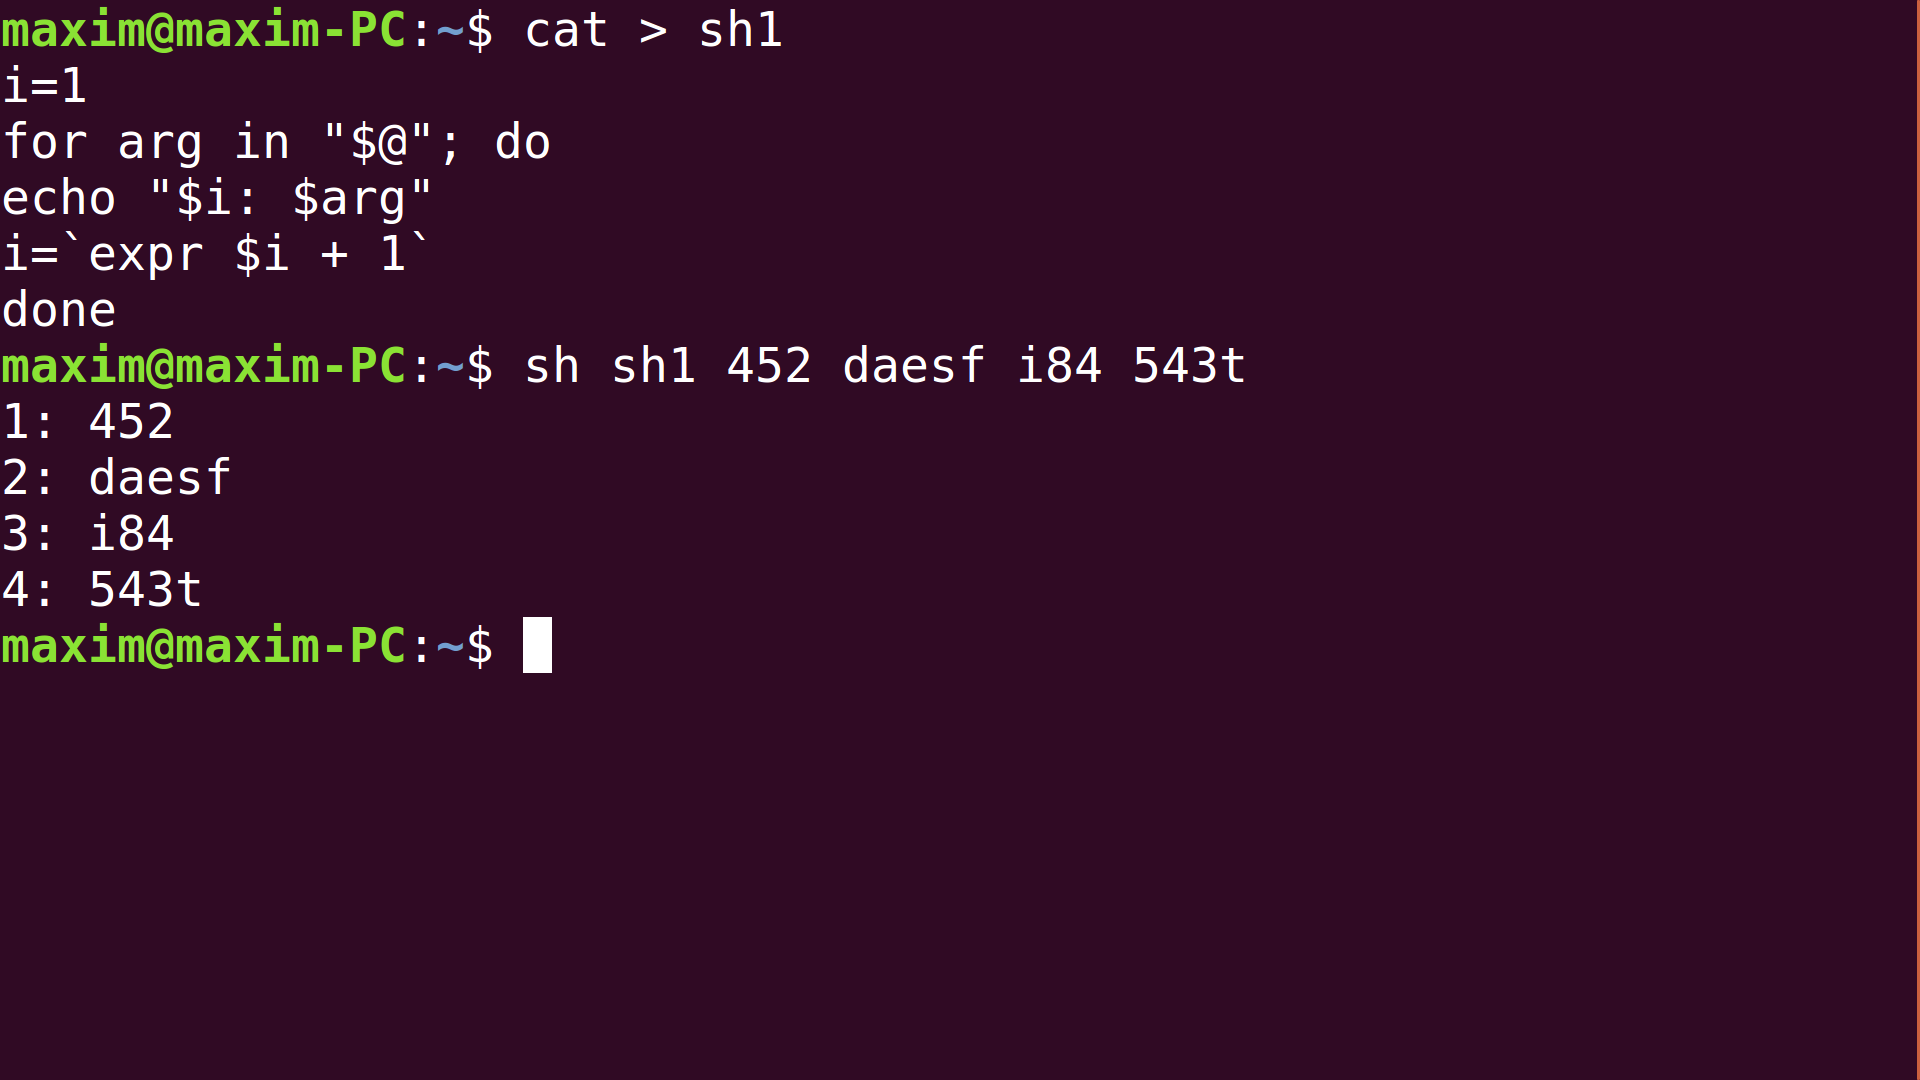 maxim@maxim-PC:~$ cat > sh1
i=1
for arg in "$@"; do
echo "$i: $arg"
i=`expr $i + 1`
done
maxim@maxim-PC:~$ sh sh1 452 daesf i84 543t
1: 452
2: daesf
3: i84
4: 543t
maxim@maxim-PC:~$